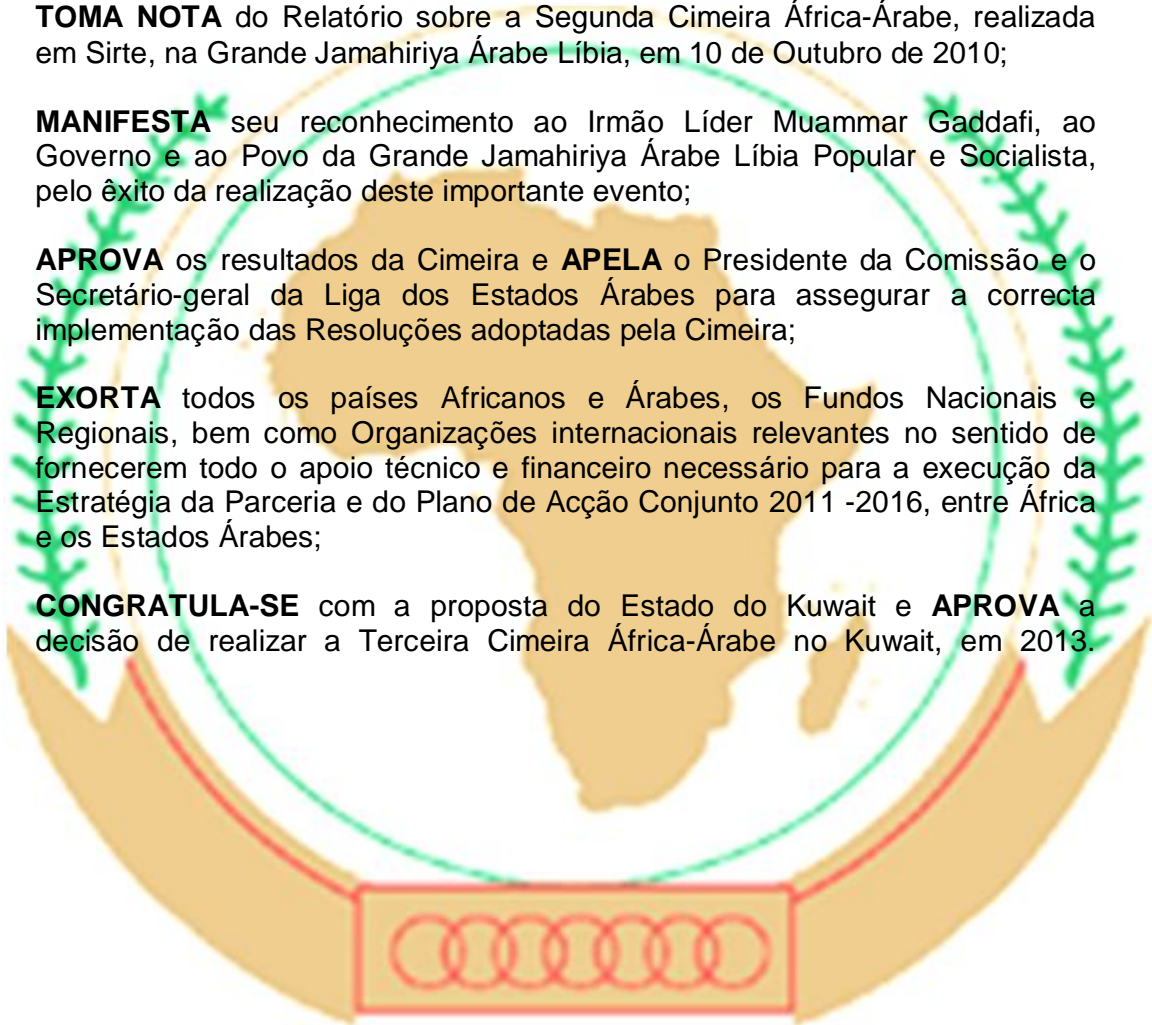 TOMA NOTA do Relatório sobre a Segunda Cimeira África-Árabe, realizada
em Sirte, na Grande Jamahiriya Árabe Líbia, em 10 de Outubro de 2010;
MANIFESTA seu reconhecimento ao Irmão Líder Muammar Gaddafi, ao
Governo e ao Povo da Grande Jamahiriya Árabe Líbia Popular e Socialista,
pelo êxito da realização deste importante evento;
APROVA os resultados da Cimeira e APELA o Presidente da Comissão e o
Secretário-geral da Liga dos Estados Árabes para assegurar a correcta
implementação das Resoluções adoptadas pela Cimeira;
EXORTA todos os países Africanos e Árabes, os Fundos Nacionais e
Regionais, bem como Organizações internacionais relevantes no sentido de
fornecerem todo o apoio técnico e financeiro necessário para a execução da
Estratégia da Parceria e do Plano de Acção Conjunto 2011 -2016, entre África
e os Estados Árabes;
CONGRATULA-SE com a proposta do Estado do Kuwait e APROVA a
decisão de realizar a Terceira Cimeira África-Árabe no Kuwait, em 2013.